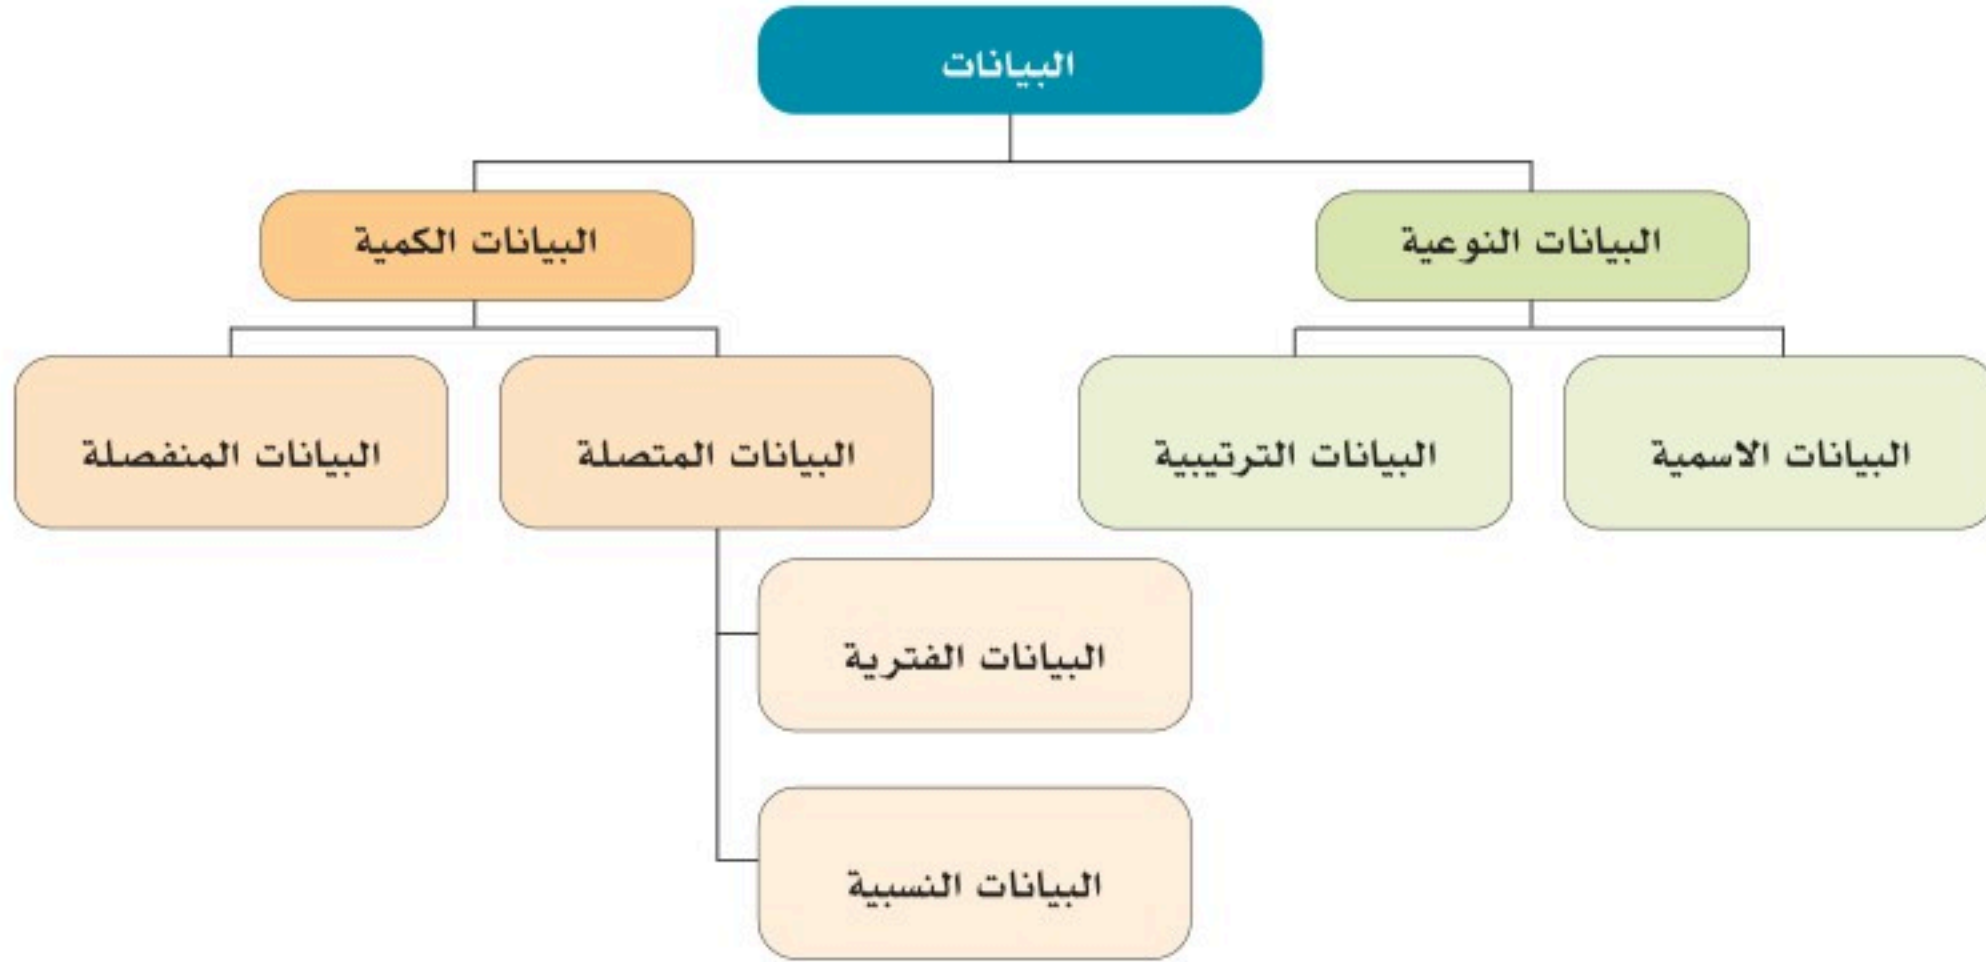 البيانات
البيانات النوعية
البيانات الكمية
البيانات الاسمية
البيانات الترتيبية
البيانات المتصلة
البيانات المنفصلة
البيانات الفترية
البيانات النسبية